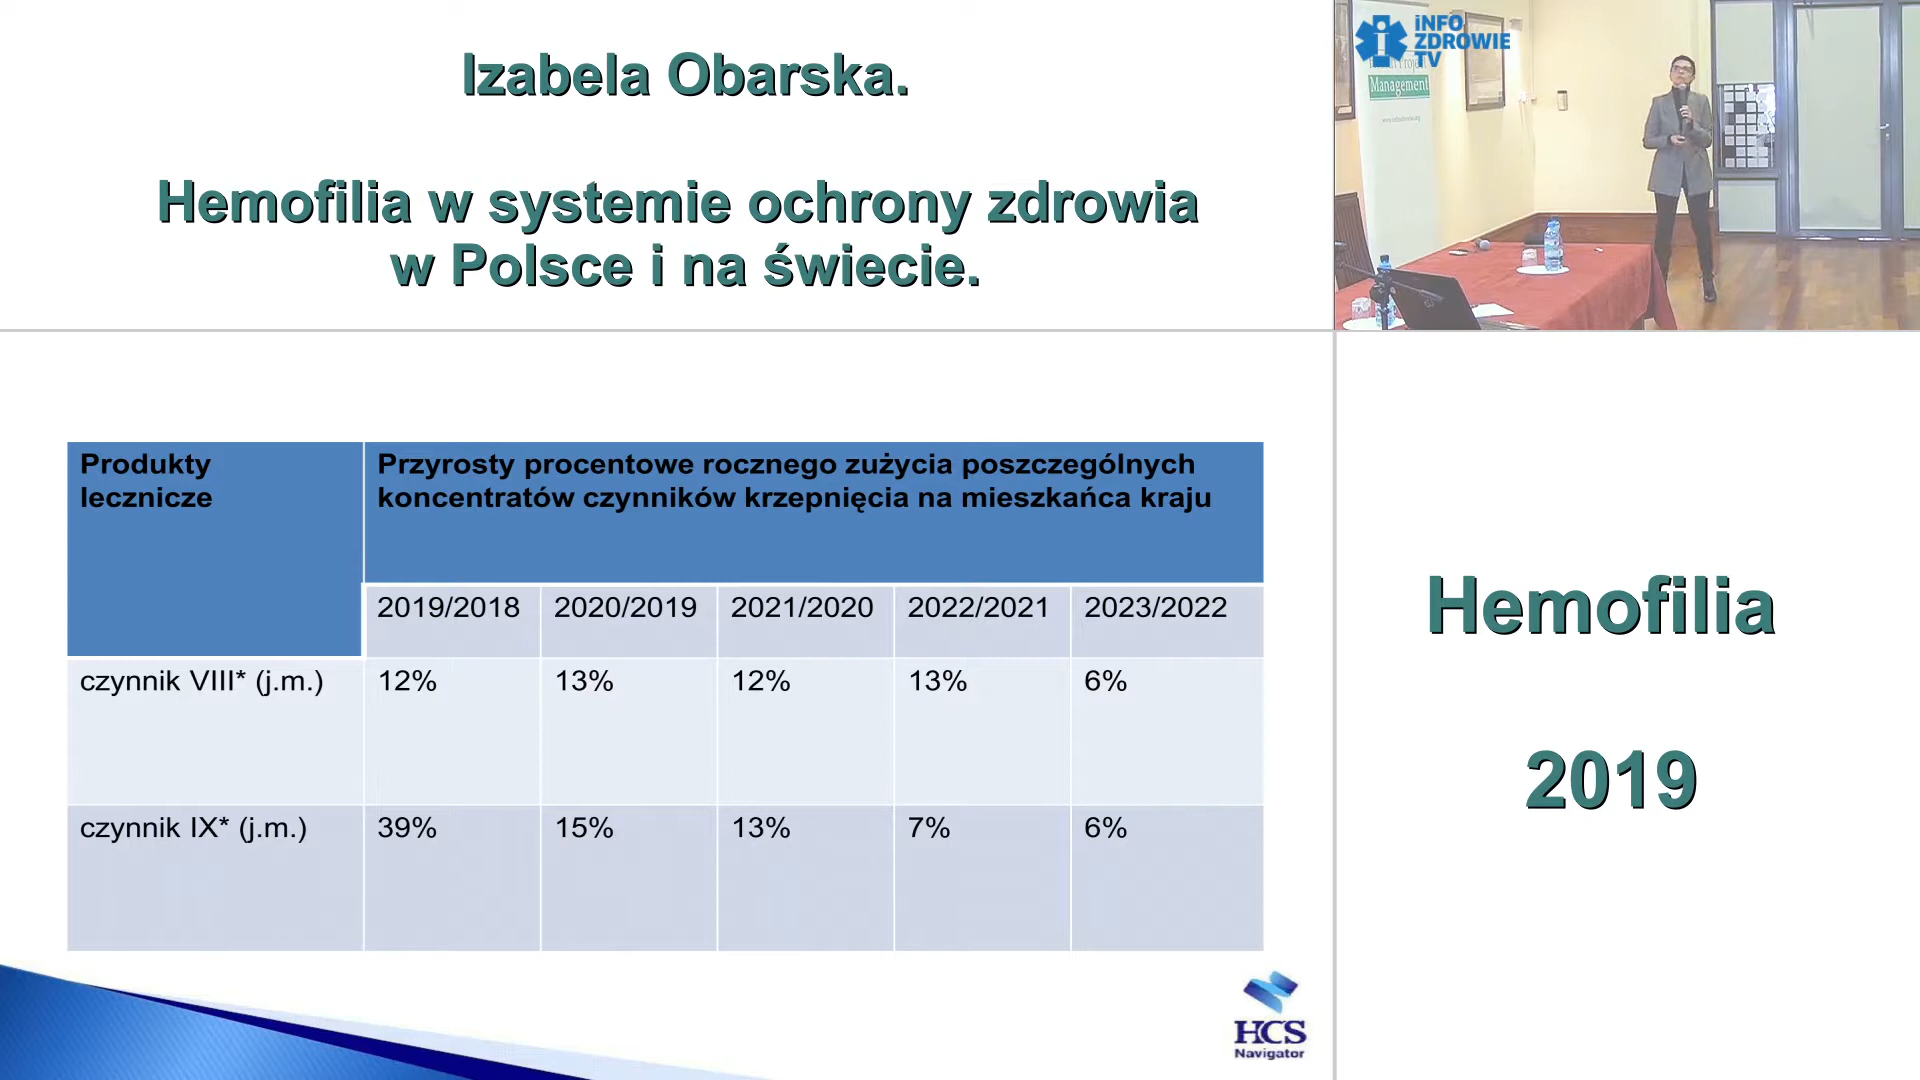 Izabela Obarska.
Hemofilia w systemie ochrony zdrowia
w Polsce i na świecie.
iNFO
ZDROWIE
TV
Management
Produkty
lecznicze
Przyrosty procentowe rocznego zużycia poszczególnych
koncentratów czynników krzepnięcia na mieszkańca kraju
2019/2018 2020/2019 2021/2020 2022/2021 2023/2022
czynnik VIII* (j.m.) 12% 13% 12% 13% 6%
czynnik IX* (j.m.) 39% 15% 13% 7% 6%
Hemofilia
2019
HCS
Navigator